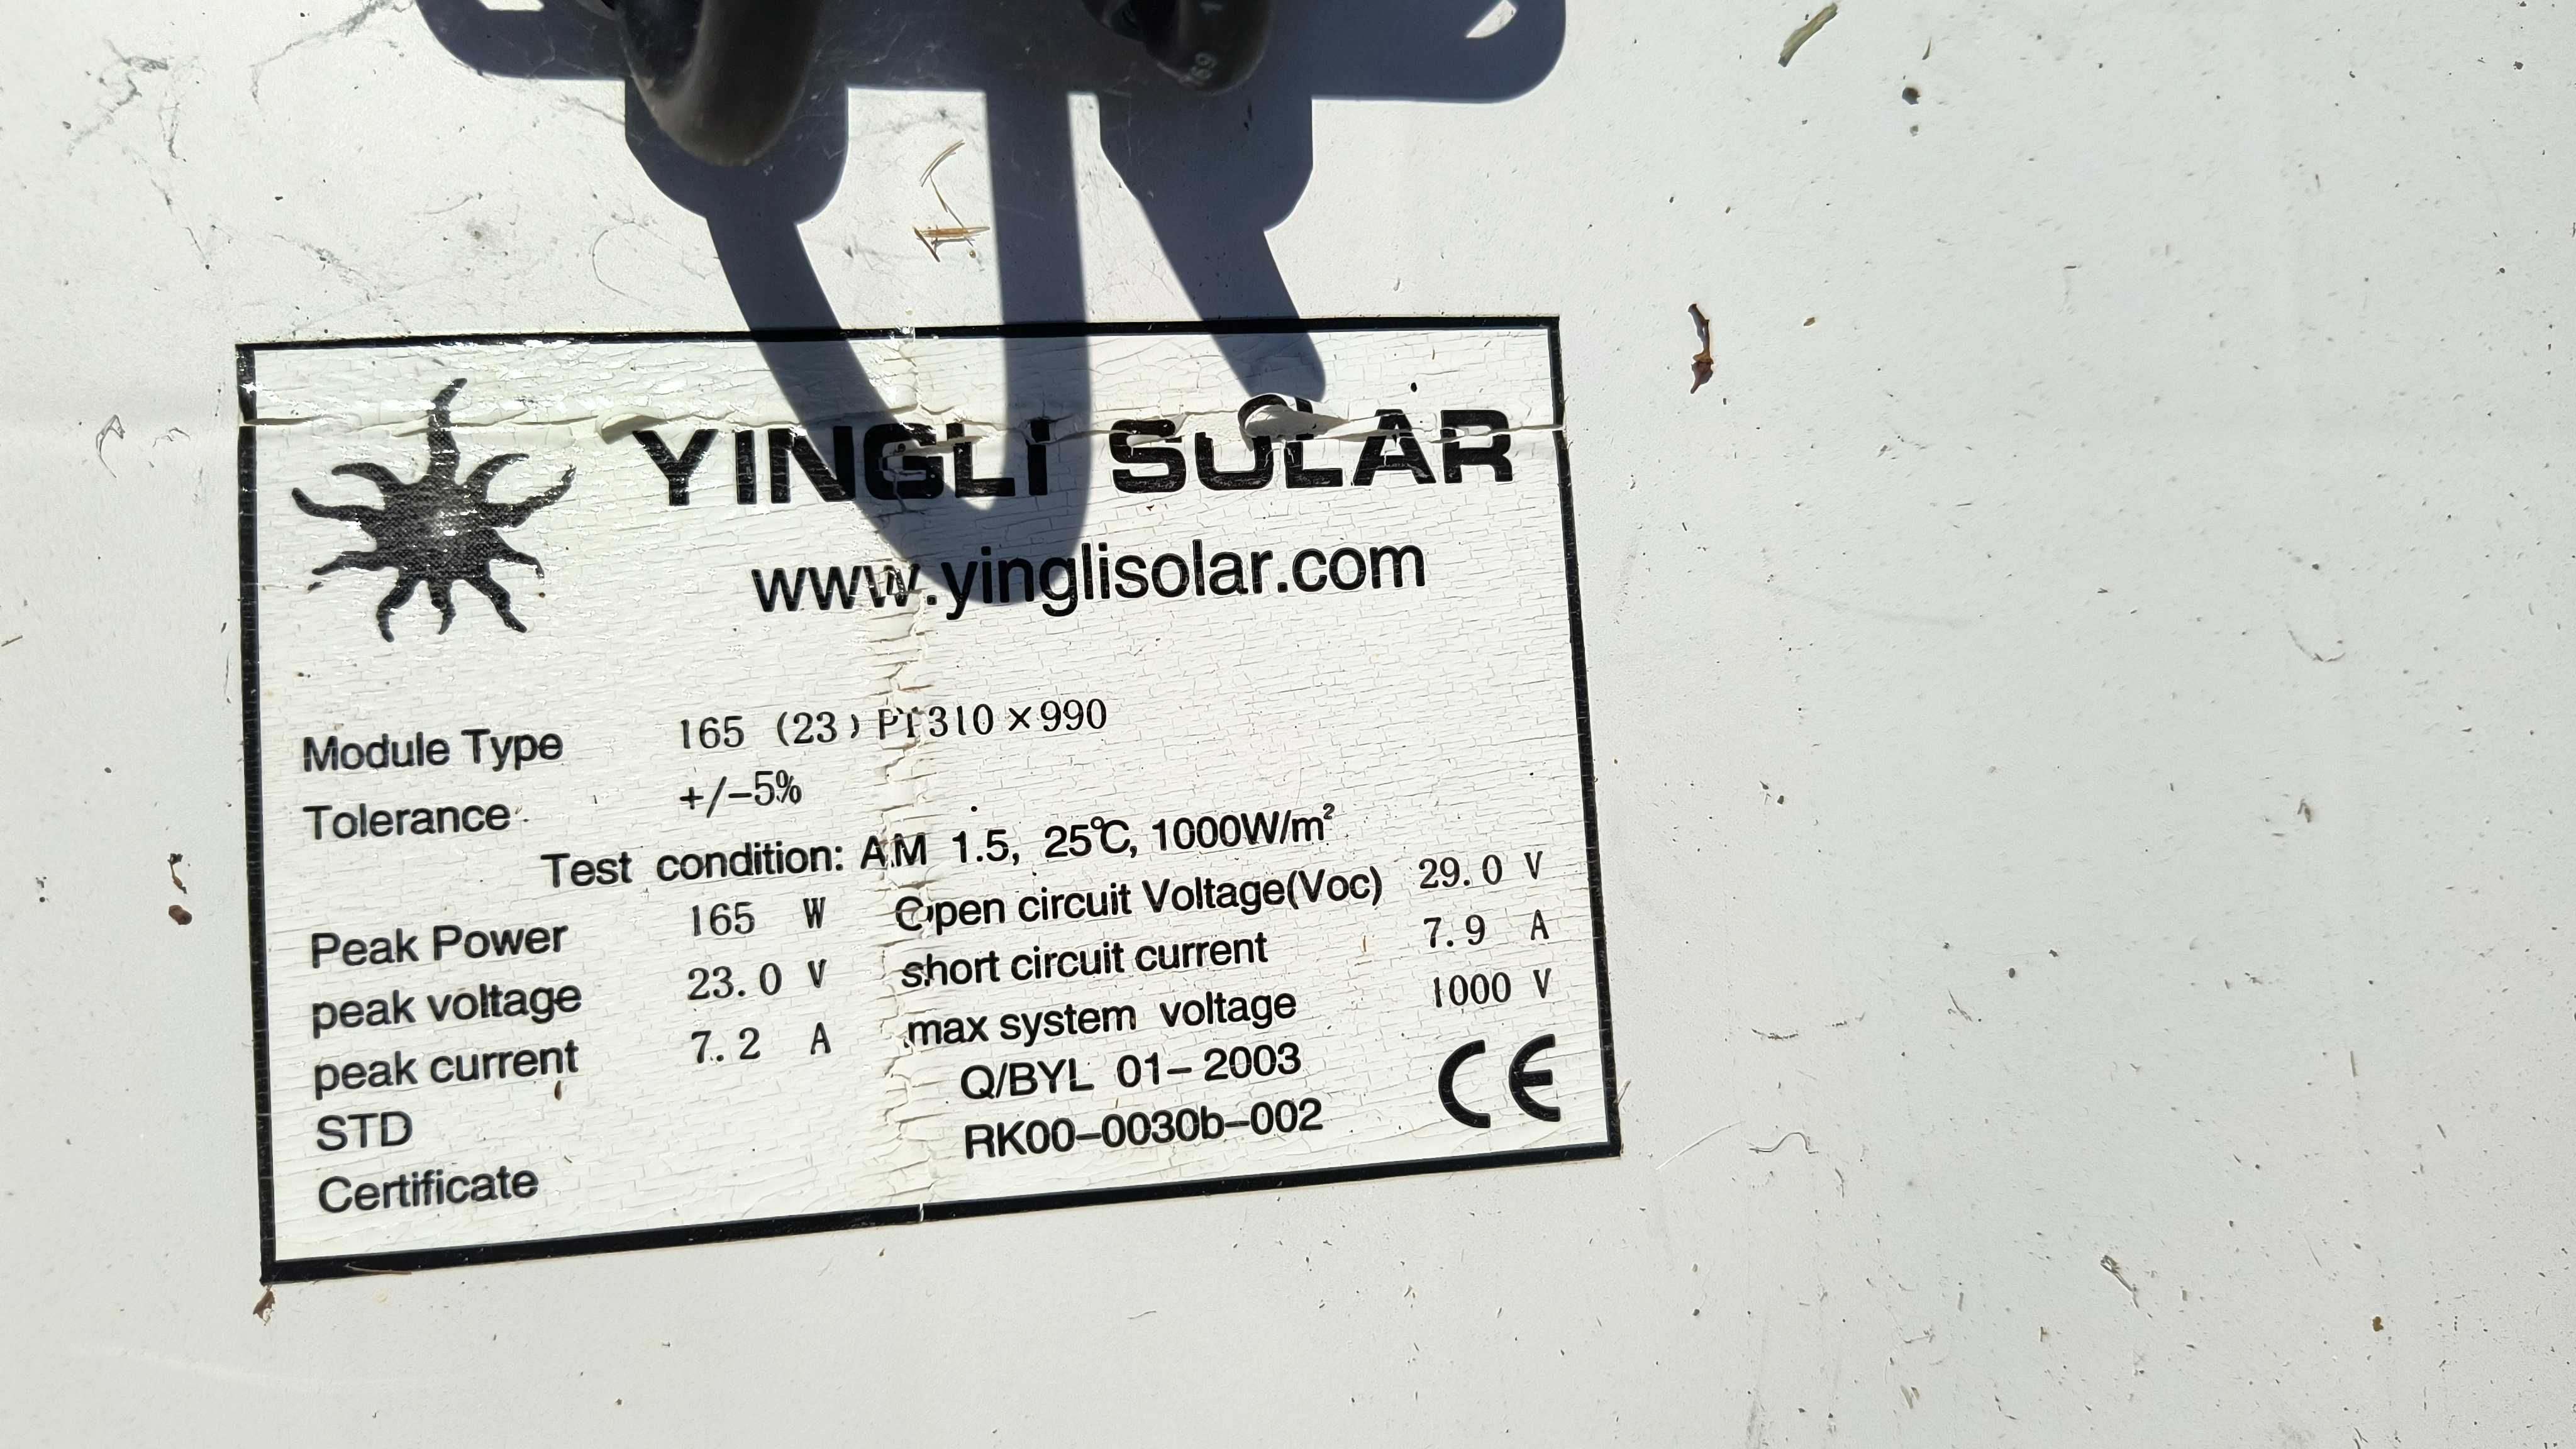 169
YINGLI SOLAR
www.yinglisolar.com
Module Type 165 (23) P1310×990
Tolerance +/-5%
Test condition: AM 1.5, 25℃, 1000W/m²
Peak Power 165 W Open circuit Voltage(Voc) 29.0 V
peak voltage 23.0 V short circuit current 7.9 A
peak current 7.2 A max system voltage 1000 V
STD Q/BYL 01-2003
Certificate RK00-0030b-002
CE